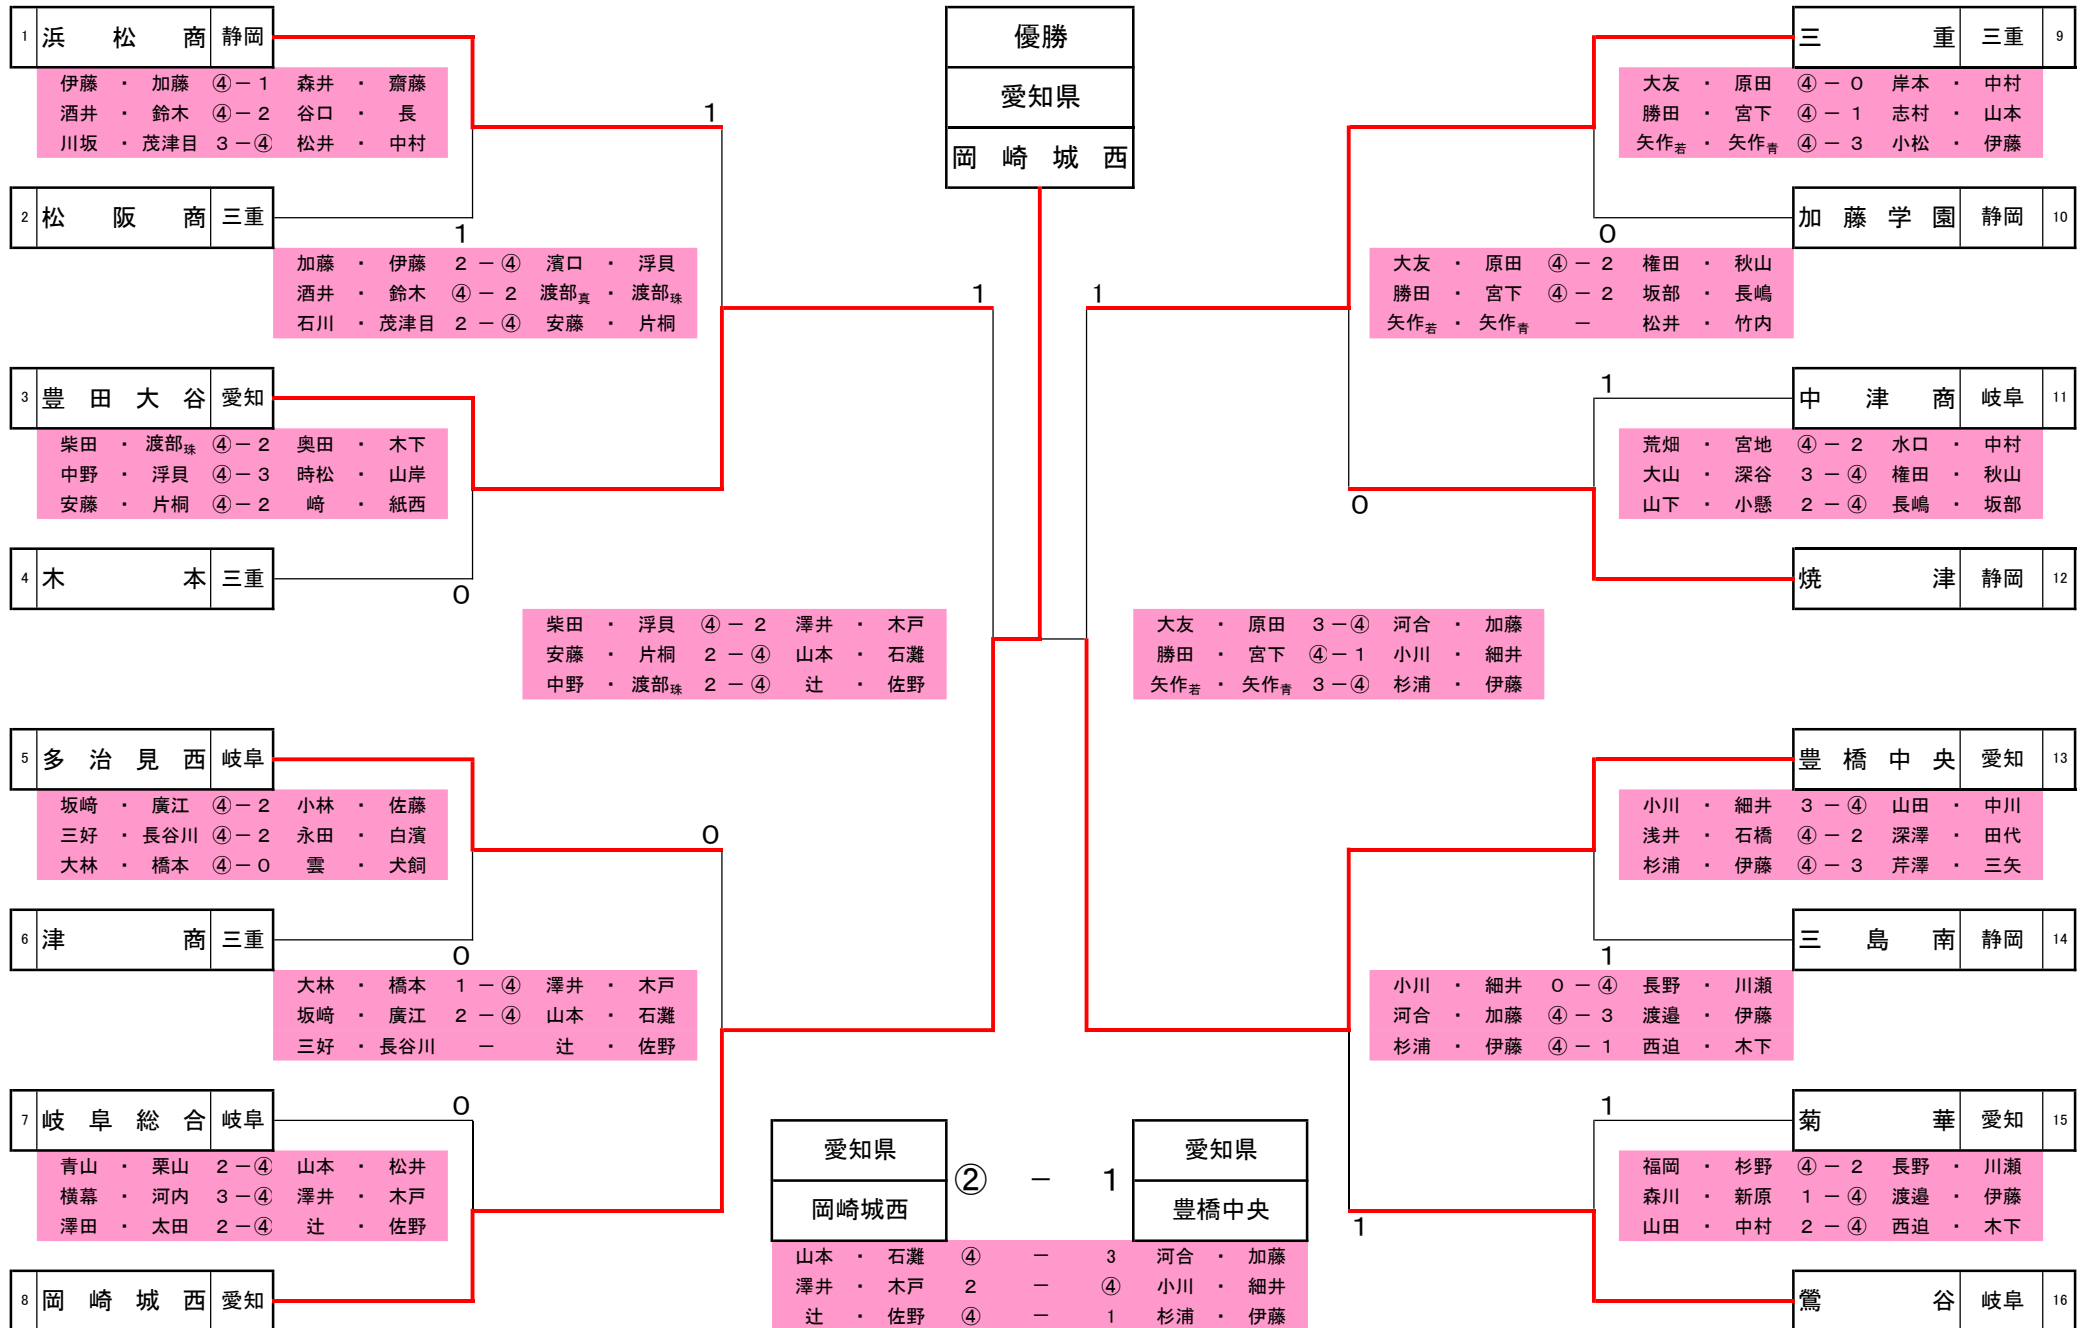 優勝
愛知県
岡崎城西
1 浜松商 静岡
伊藤 ・ 加藤 ④－1 森井 ・ 齋藤
酒井 ・ 鈴木 ④－2 谷口 ・ 長
川坂 ・ 茂津目 3－④ 松井 ・ 中村
1
2 松阪商 三重
1
加藤 ・ 伊藤 2－④ 濱口 ・ 浮貝
酒井 ・ 鈴木 ④－2 渡部真 ・ 渡部珠
石川 ・ 茂津目 2－④ 安藤 ・ 片桐
1
3 豊田大谷 愛知
柴田 ・ 渡部珠 ④－2 奥田 ・ 木下
中野 ・ 浮貝 ④－3 時松 ・ 山岸
安藤 ・ 片桐 ④－2 﨑 ・ 紙西
4 木本 三重
0
柴田 ・ 浮貝 ④－2 澤井 ・ 木戸
安藤 ・ 片桐 2－④ 山本 ・ 石灘
中野 ・ 渡部珠 2－④ 辻 ・ 佐野
5 多治見西 岐阜
坂﨑 ・ 廣江 ④－2 小林 ・ 佐藤
三好 ・ 長谷川 ④－2 永田 ・ 白濱
大林 ・ 橋本 ④－0 雲 ・ 犬飼
0
6 津商 三重
0
大林 ・ 橋本 1－④ 澤井 ・ 木戸
坂﨑 ・ 廣江 2－④ 山本 ・ 石灘
三好 ・ 長谷川 － 辻 ・ 佐野
7 岐阜総合 岐阜
0
青山 ・ 栗山 2－④ 山本 ・ 松井
横幕 ・ 河内 3－④ 澤井 ・ 木戸
澤田 ・ 太田 2－④ 辻 ・ 佐野
8 岡崎城西 愛知
三重 三重 9
大友 ・ 原田 ④－0 岸本 ・ 中村
勝田 ・ 宮下 ④－1 志村 ・ 山本
矢作若 ・ 矢作青 ④－3 小松 ・ 伊藤
加藤学園 静岡 10
0
大友 ・ 原田 ④－2 権田 ・ 秋山
勝田 ・ 宮下 ④－2 坂部 ・ 長嶋
矢作若 ・ 矢作青 － 松井 ・ 竹内
1
1
中津商 岐阜 11
荒畑 ・ 宮地 ④－2 水口 ・ 中村
大山 ・ 深谷 3－④ 権田 ・ 秋山
山下 ・ 小懸 2－④ 長嶋 ・ 坂部
0
焼津 静岡 12
大友 ・ 原田 3－④ 河合 ・ 加藤
勝田 ・ 宮下 ④－1 小川 ・ 細井
矢作若 ・ 矢作青 3－④ 杉浦 ・ 伊藤
豊橋中央 愛知 13
小川 ・ 細井 3－④ 山田 ・ 中川
浅井 ・ 石橋 ④－2 深澤 ・ 田代
杉浦 ・ 伊藤 ④－3 芹澤 ・ 三矢
三島南 静岡 14
1
小川 ・ 細井 0－④ 長野 ・ 川瀬
河合 ・ 加藤 ④－3 渡邉 ・ 伊藤
杉浦 ・ 伊藤 ④－1 西迫 ・ 木下
1
菊華 愛知 15
福岡 ・ 杉野 ④－2 長野 ・ 川瀬
森川 ・ 新原 1－④ 渡邉 ・ 伊藤
山田 ・ 中村 2－④ 西迫 ・ 木下
1
鶯谷 岐阜 16
愛知県 愛知県
② － 1
岡崎城西 豊橋中央
山本 ・ 石灘 ④ － 3 河合 ・ 加藤
澤井 ・ 木戸 2 － ④ 小川 ・ 細井
辻 ・ 佐野 ④ － 1 杉浦 ・ 伊藤